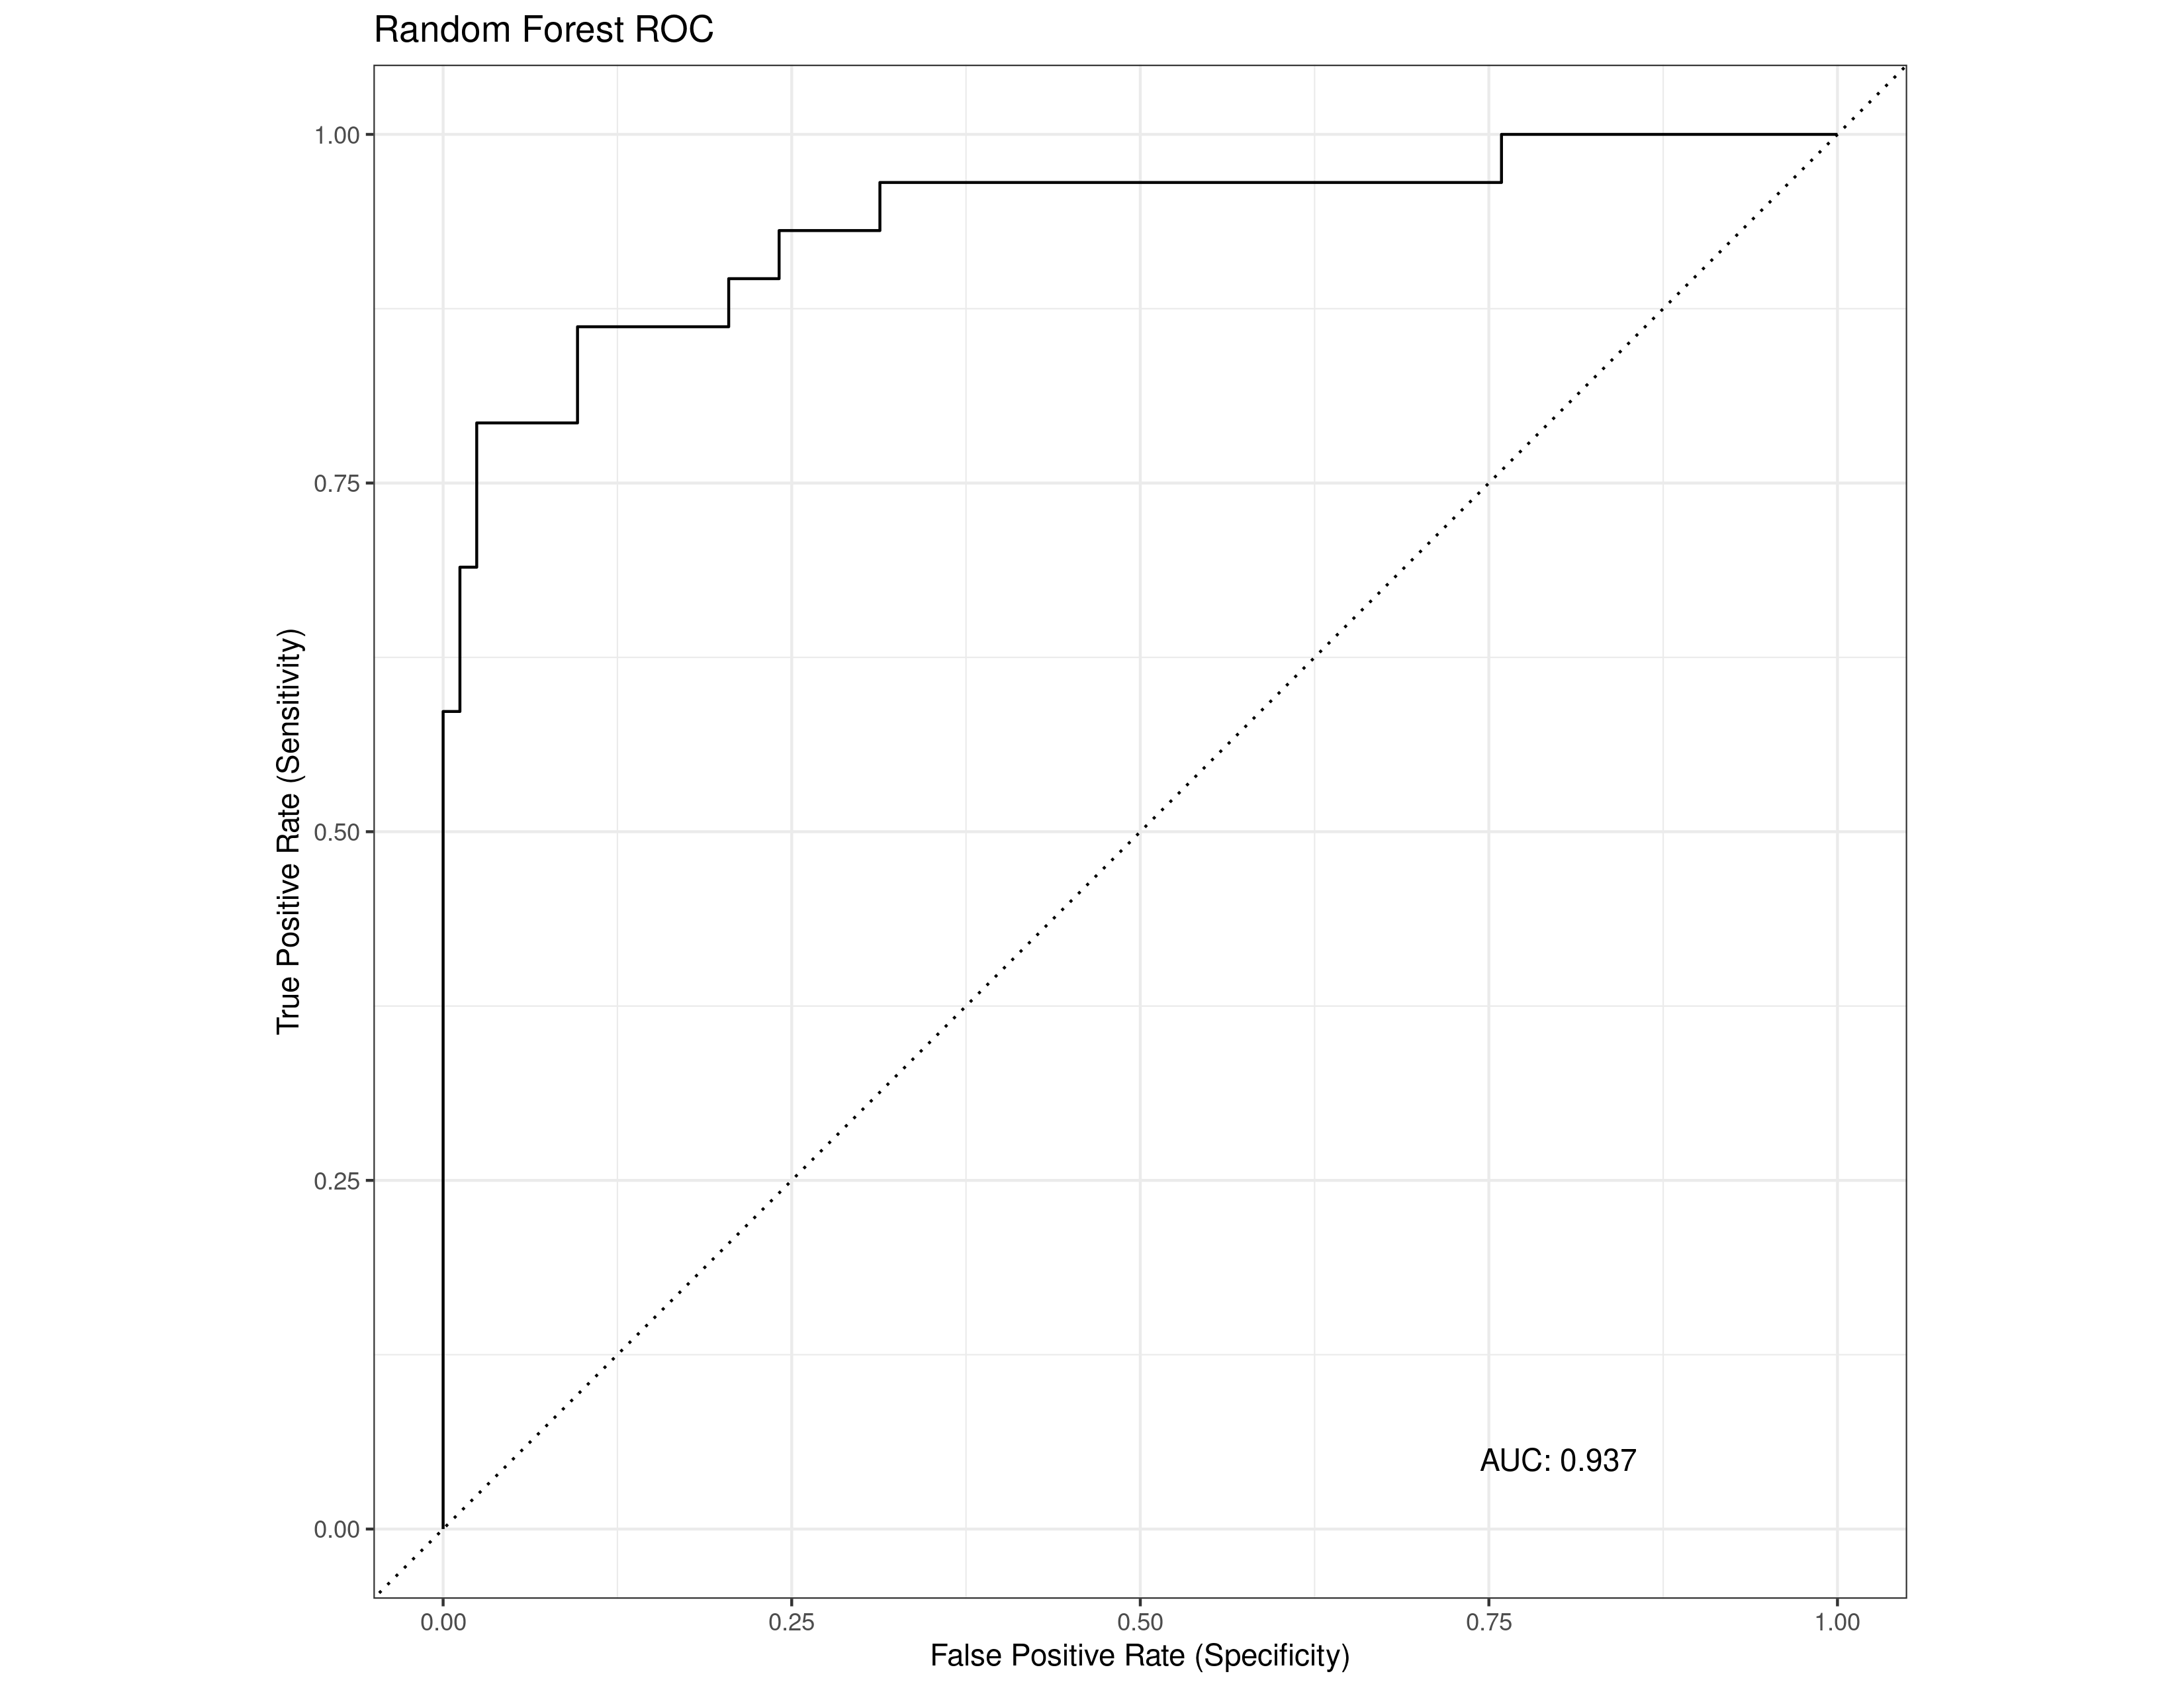 Random Forest ROC
True Positive Rate (Sensitivity)
1.00
0.75
0.50
0.25
0.00
AUC: 0.937
0.00 0.25 0.50 0.75 1.00
False Positive Rate (Specificity)